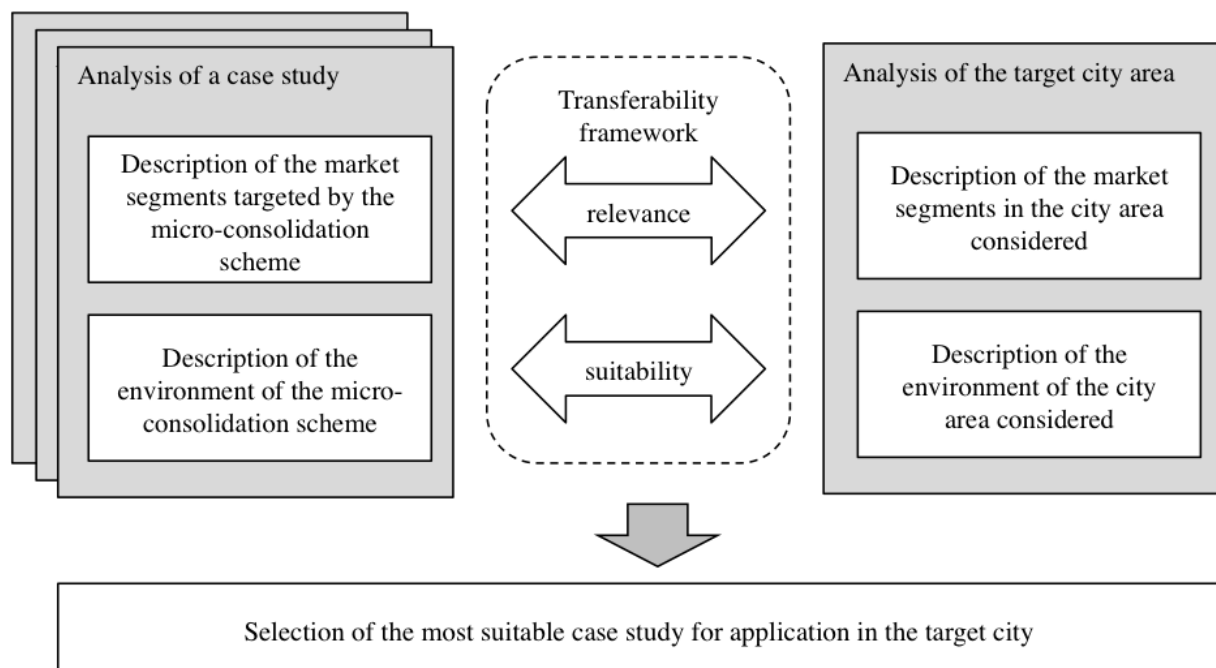 Analysis of a case study
Description of the market
segments targeted by the
micro-consolidation
scheme
Description of the
environment of the micro-
consolidation scheme
Transferability
framework
relevance
suitability
Analysis of the target city area
Description of the market
segments in the city area
considered
Description of the
environment of the city
area considered
Selection of the most suitable case study for application in the target city